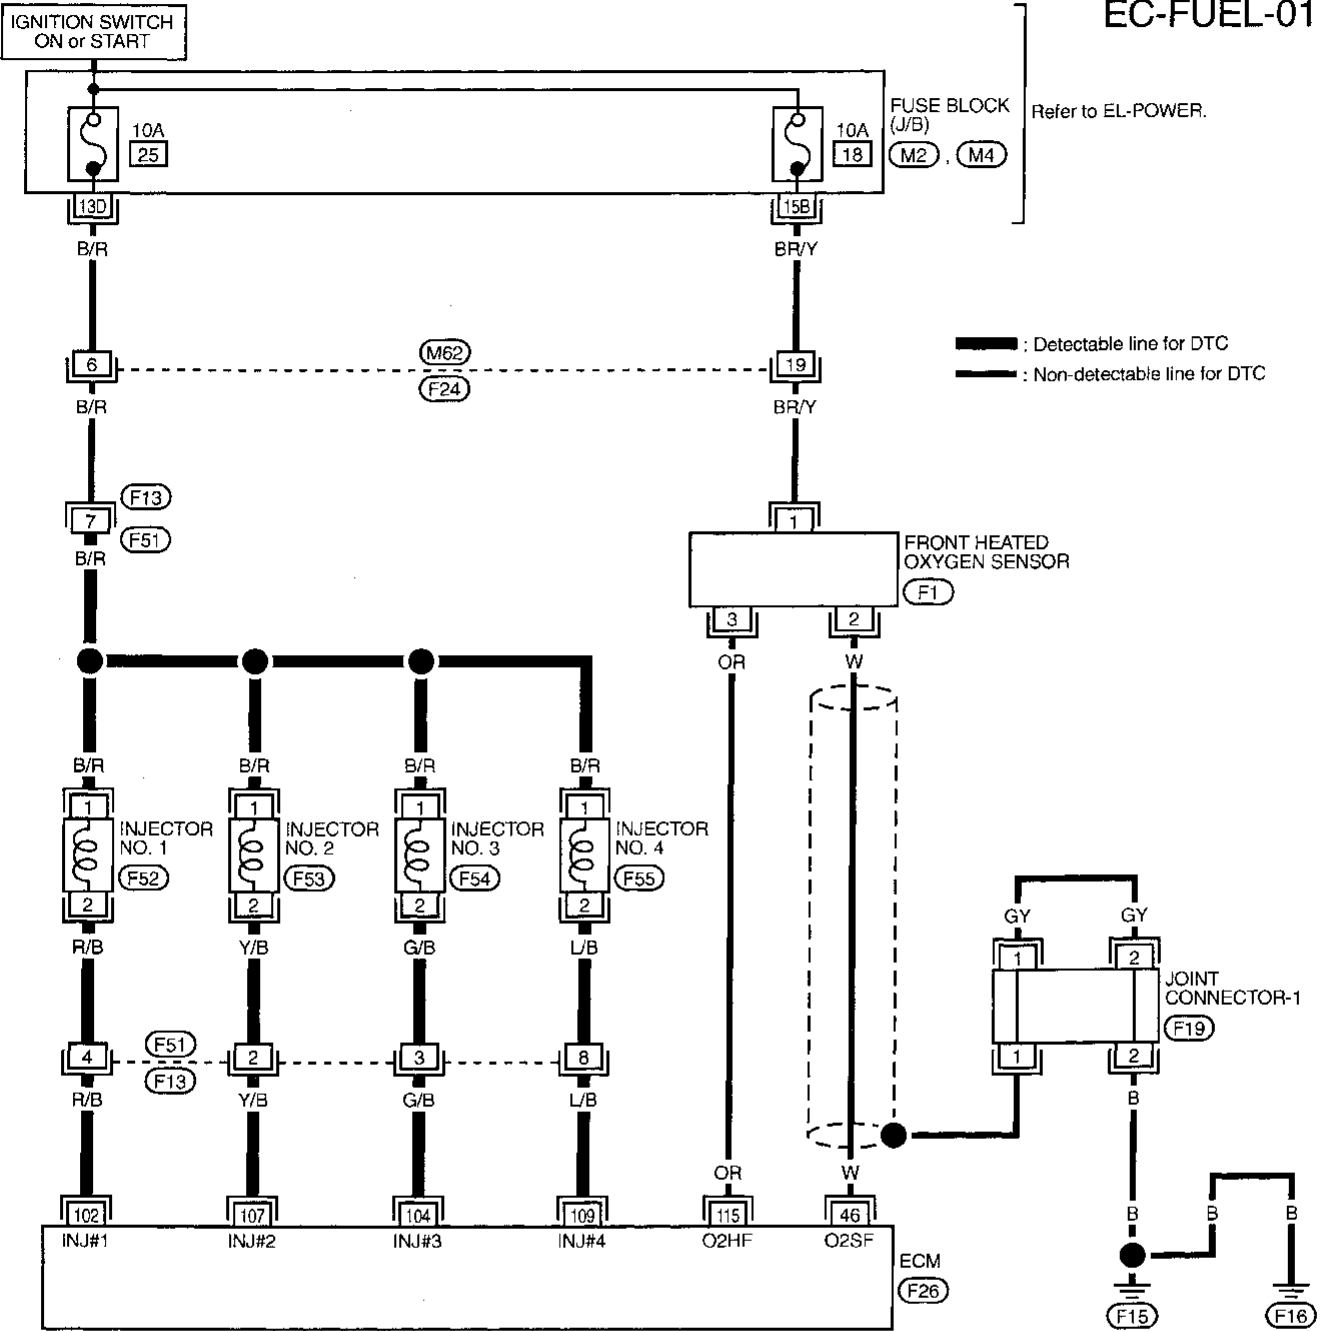 EC-FUEL-01
IGNITION SWITCH
ON or START
10A
25
10A
18
FUSE BLOCK
(J/B)
M2 , M4
Refer to EL-POWER.
13D
15B
B/R
BR/Y
: Detectable line for DTC
: Non-detectable line for DTC
6
M62
F24
19
B/R
BR/Y
7
F13
F51
B/R
1
FRONT HEATED
OXYGEN SENSOR
F1
3
2
OR
W
B/R
B/R
B/R
B/R
1
1
1
1
INJECTOR
NO. 1
F52
INJECTOR
NO. 2
F53
INJECTOR
NO. 3
F54
INJECTOR
NO. 4
F55
2
2
2
2
R/B
Y/B
G/B
L/B
GY
GY
1
2
JOINT
CONNECTOR-1
F19
1
2
4
F51
F13
2
3
8
R/B
Y/B
G/B
L/B
B
OR
W
102
107
104
109
115
46
INJ#1
INJ#2
INJ#3
INJ#4
O2HF
O2SF
ECM
F26
B
B
B
F15
F16